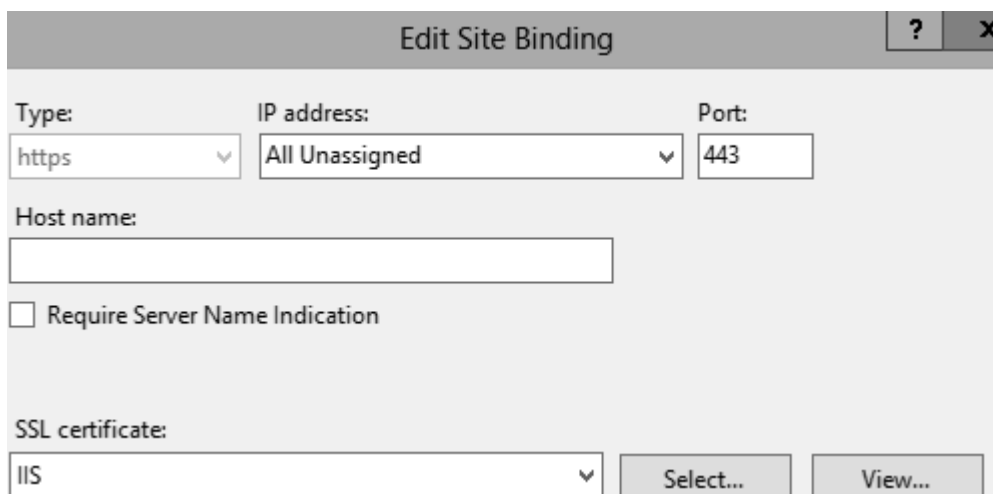 Edit Site Binding
?
X
Type: IP address: Port:
https All Unassigned 443
Host name:
Require Server Name Indication
SSL certificate:
IIS Select... View...